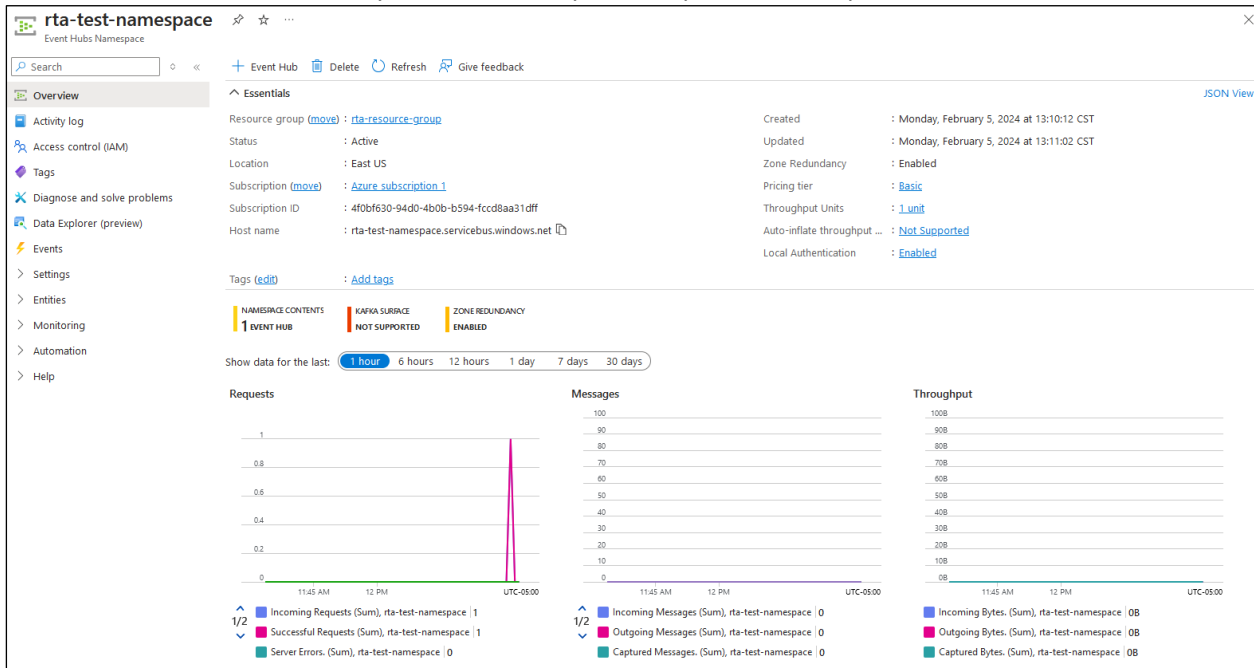 rta-test-namespace
Event Hubs Namespace
Search
Overview
Activity log
Access control (IAM)
Tags
Diagnose and solve problems
Data Explorer (preview)
Events
Settings
Entities
Monitoring
Automation
Help
Event Hub Delete Refresh Give feedback
Essentials JSON View
Resource group (move) : rta-resource-group
Status : Active
Location : East US
Subscription (move) : Azure subscription 1
Subscription ID : 4f0bf630-94d0-4b0b-b594-fccd8aa31dff
Host name : rta-test-namespace.servicebus.windows.net
Created : Monday, February 5, 2024 at 13:10:12 CST
Updated : Monday, February 5, 2024 at 13:11:02 CST
Zone Redundancy : Enabled
Pricing tier : Basic
Throughput Units : 1 unit
Auto-inflate throughput ... : Not Supported
Local Authentication : Enabled
Tags (edit) : Add tags
NAMESPACE CONTENTS
1 EVENT HUB
KAFKA SURFACE
NOT SUPPORTED
ZONE REDUNDANCY
ENABLED
Show data for the last: 1 hour 6 hours 12 hours 1 day 7 days 30 days
Requests
1
0.8
0.6
0.4
0.2
0
11:45 AM 12 PM UTC-05:00
1/2
Incoming Requests (Sum), rta-test-namespace 1
Successful Requests (Sum), rta-test-namespace 1
Server Errors. (Sum), rta-test-namespace 0
Messages
100
90
80
70
60
50
40
30
20
10
0
11:45 AM 12 PM UTC-05:00
1/2
Incoming Messages (Sum), rta-test-namespace 0
Outgoing Messages (Sum), rta-test-namespace 0
Captured Messages. (Sum), rta-test-namespace 0
Throughput
100B
90B
80B
70B
60B
50B
40B
30B
20B
10B
0B
11:45 AM 12 PM UTC-05:00
Incoming Bytes. (Sum), rta-test-namespace 0B
Outgoing Bytes. (Sum), rta-test-namespace 0B
Captured Bytes. (Sum), rta-test-namespace 0B